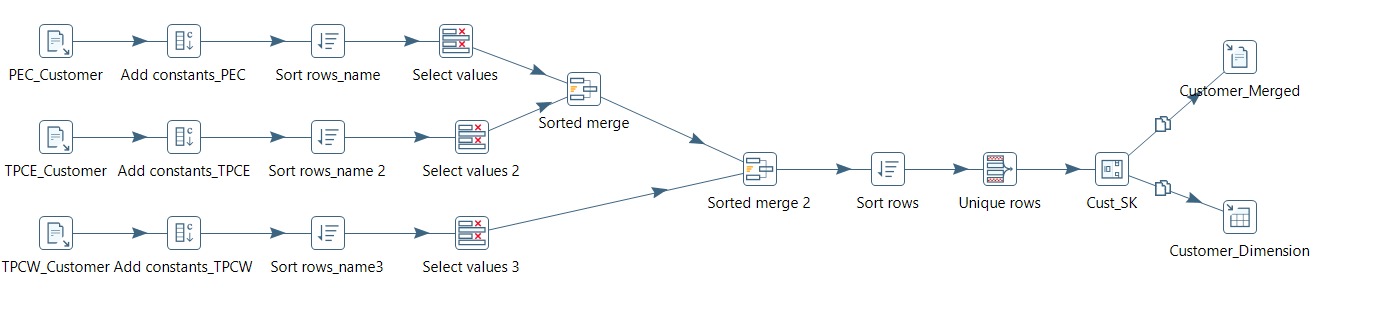 PEC_Customer
Add constants_PEC
Sort rows_name
Select values
Sorted merge
TPCE_Customer
Add constants_TPCE
Sort rows_name 2
Select values 2
Sorted merge 2
Sort rows
Unique rows
Cust_SK
Customer_Merged
Customer_Dimension
TPCW_Customer
Add constants_TPCW
Sort rows_name3
Select values 3